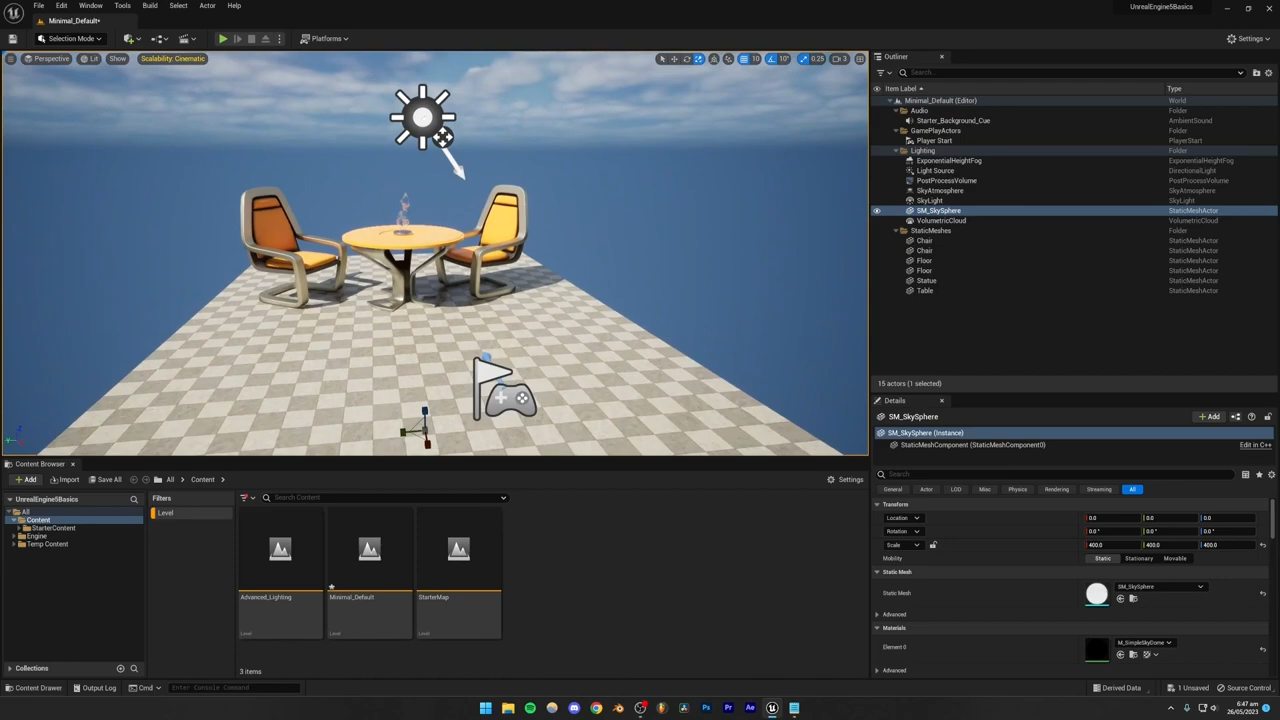 File Edit Window Tools Build Select Actor Help
UnrealEngine5Basics
Minimal_Default*
Selection Mode
Platforms
Settings
Perspective Lit Show Scalability: Cinematic
10 10° 0.25 3
Outliner
Search...
Item Label Type
Minimal_Default (Editor) World
Audio Folder
Starter_Background_Cue AmbientSound
GamePlayActors Folder
Player Start PlayerStart
Lighting Folder
ExponentialHeightFog ExponentialHeightFog
Light Source DirectionalLight
PostProcessVolume PostProcessVolume
SkyAtmosphere SkyAtmosphere
SkyLight SkyLight
SM_SkySphere StaticMeshActor
VolumetricCloud VolumetricCloud
StaticMeshes Folder
Chair StaticMeshActor
Chair StaticMeshActor
Floor StaticMeshActor
Floor StaticMeshActor
Statue StaticMeshActor
Table StaticMeshActor
15 actors (1 selected)
Details
SM_SkySphere
Add
SM_SkySphere (Instance)
StaticMeshComponent (StaticMeshComponent0) Edit in C++
Search
General Actor LOD Misc Physics Rendering Streaming All
Transform
Location 0.0 0.0 0.0
Rotation 0.0° 0.0° 0.0°
Scale 400.0 400.0 400.0
Mobility Static Stationary Movable
Static Mesh
Static Mesh SM_SkySphere
Advanced
Materials
Element 0 M_SimpleSkyDome
Advanced
Content Browser
Add Import Save All All Content Settings
UnrealEngine5Basics
All
Content
StarterContent
Engine
Temp Content
Collections
Filters
Level
Search Content
Advanced_Lighting
Level
Minimal_Default
Level
StarterMap
Level
3 items
Content Drawer Output Log Cmd Enter Console Command
Derived Data 1 Unsaved Source Control
6:47 am
26/05/2023